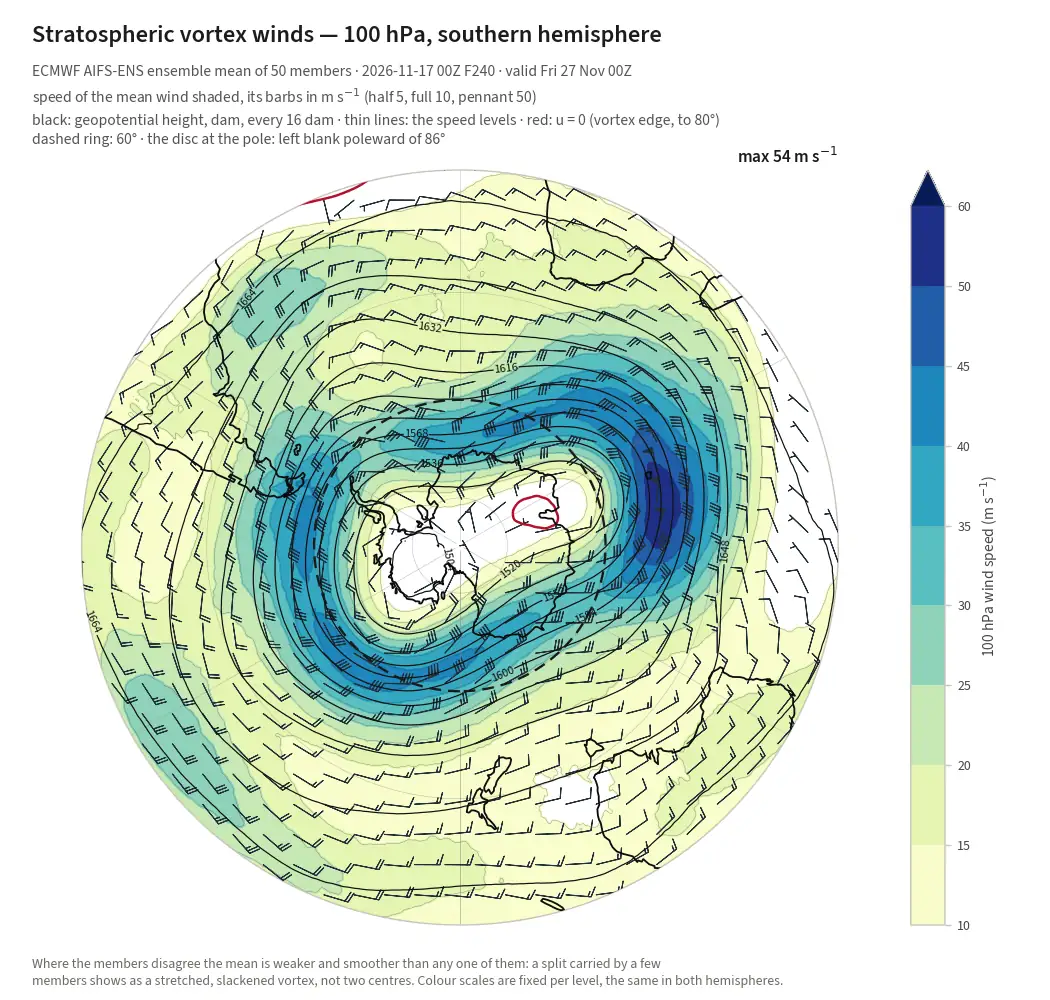 Stratospheric vortex winds — 100 hPa, southern hemisphere
ECMWF AIFS-ENS ensemble mean of 50 members · 2026-11-17 00Z F240 · valid Fri 27 Nov 00Z
speed of the mean wind shaded, its barbs in m s⁻¹ (half 5, full 10, pennant 50)
black: geopotential height, dam, every 16 dam · thin lines: the speed levels · red: u = 0 (vortex edge, to 80°)
dashed ring: 60° · the disc at the pole: left blank poleward of 86°
max 54 m s⁻¹
60
50
45
40
35
30
25
20
15
10
100 hPa wind speed (m s⁻¹)
1664
1632
1616
1568
1536
1520
1648
1664
1600
Where the members disagree the mean is weaker and smoother than any one of them: a split carried by a few
members shows as a stretched, slackened vortex, not two centres. Colour scales are fixed per level, the same in both hemispheres.